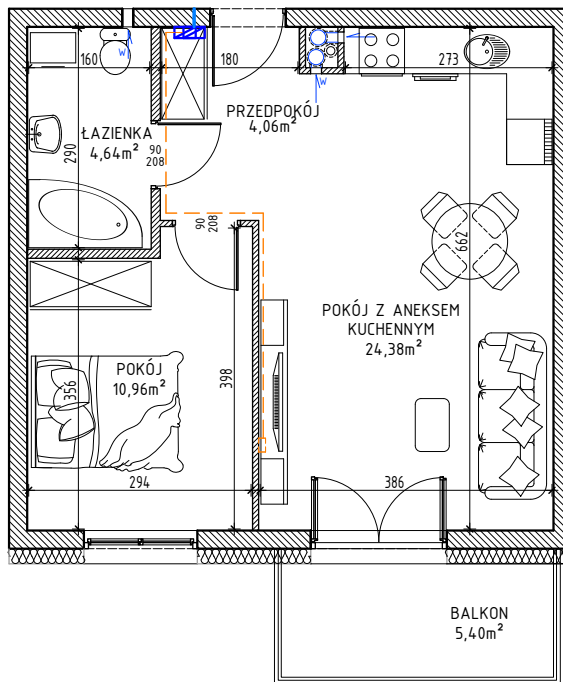 160
180
273
W
W
ŁAZIENKA
4,64m²
PRZEDPOKÓJ
4,06m²
290
90
208
90
208
662
POKÓJ Z ANEKSEM
KUCHENNYM
24,38m²
POKÓJ
10,96m²
356
398
294
386
BALKON
5,40m²